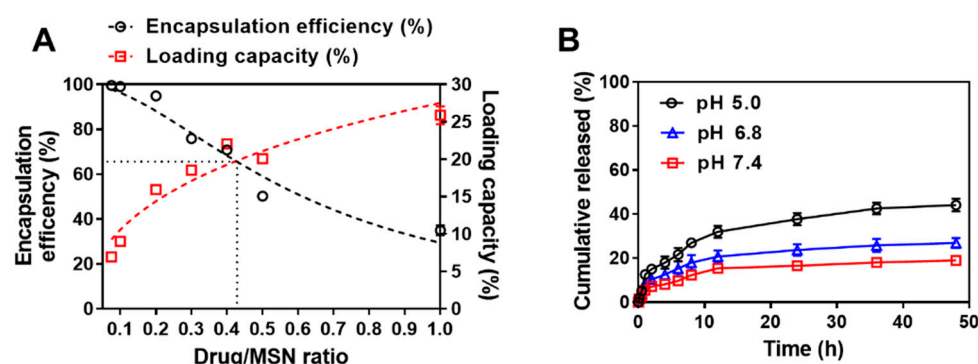 A
Encapsulation efficiency (%)
Loading capacity (%)
Encapsulation
efficency (%)
100
80
60
40
20
0
30
25
20
15
10
5
0
Loading capacity (%)
0.1 0.2 0.3 0.4 0.5 0.6 0.7 0.8 0.9 1.0
Drug/MSN ratio
B
Cumulative released (%)
100
80
60
40
20
0
pH 5.0
pH 6.8
pH 7.4
0 10 20 30 40 50
Time (h)